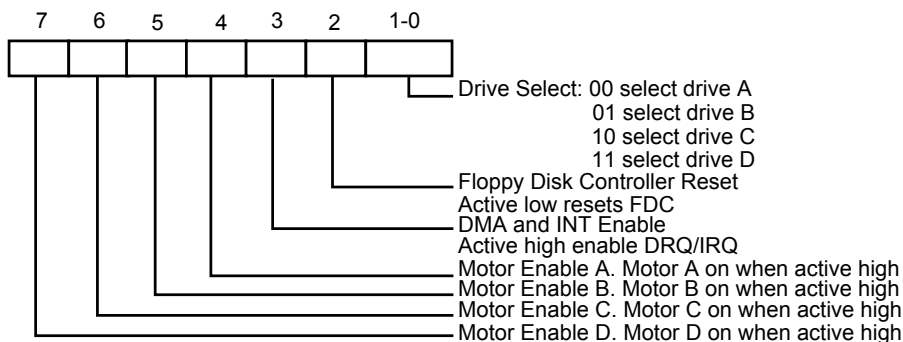 7 6 5 4 3 2 1-0
Drive Select: 00 select drive A
01 select drive B
10 select drive C
11 select drive D
Floppy Disk Controller Reset
Active low resets FDC
DMA and INT Enable
Active high enable DRQ/IRQ
Motor Enable A. Motor A on when active high
Motor Enable B. Motor B on when active high
Motor Enable C. Motor C on when active high
Motor Enable D. Motor D on when active high